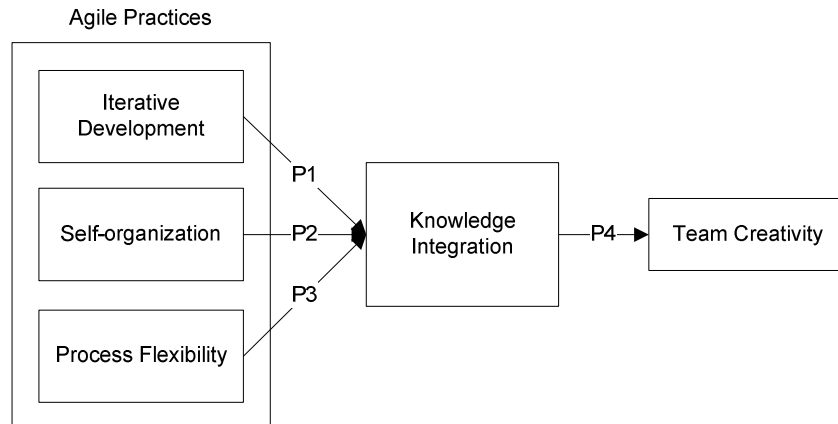 Agile Practices
Iterative
Development
P1
Self-organization
P2
Knowledge
Integration
P4
Team Creativity
P3
Process Flexibility